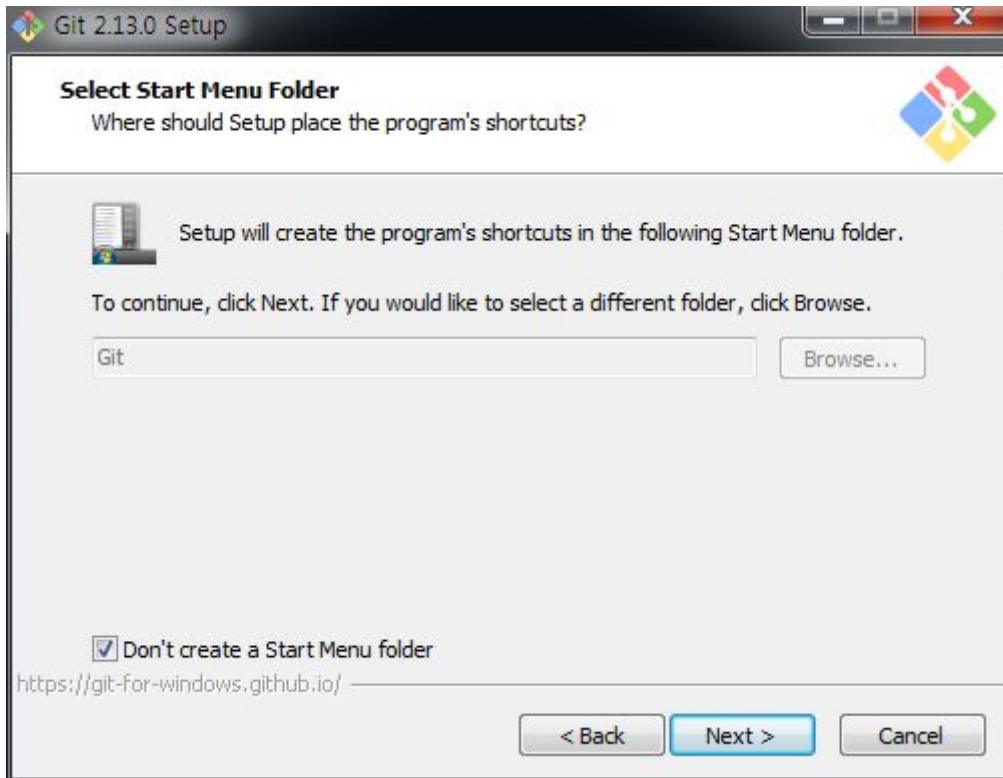 Git 2.13.0 Setup
Select Start Menu Folder
Where should Setup place the program's shortcuts?
Setup will create the program's shortcuts in the following Start Menu folder.
To continue, click Next. If you would like to select a different folder, click Browse.
Git
Browse...
Don't create a Start Menu folder
https://git-for-windows.github.io/
< Back
Next >
Cancel